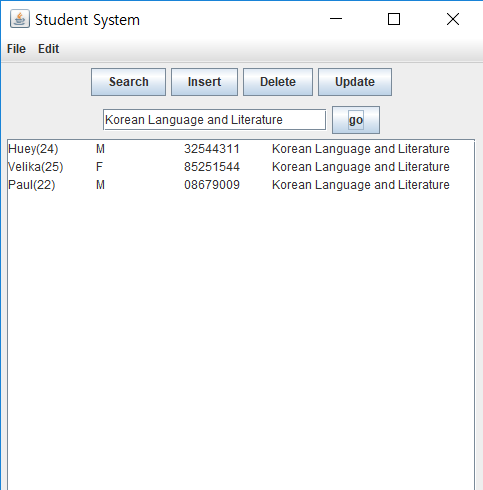 Student System
File Edit
Search Insert Delete Update
Korean Language and Literature go
Huey(24) M 32544311 Korean Language and Literature
Velika(25) F 85251544 Korean Language and Literature
Paul(22) M 08679009 Korean Language and Literature